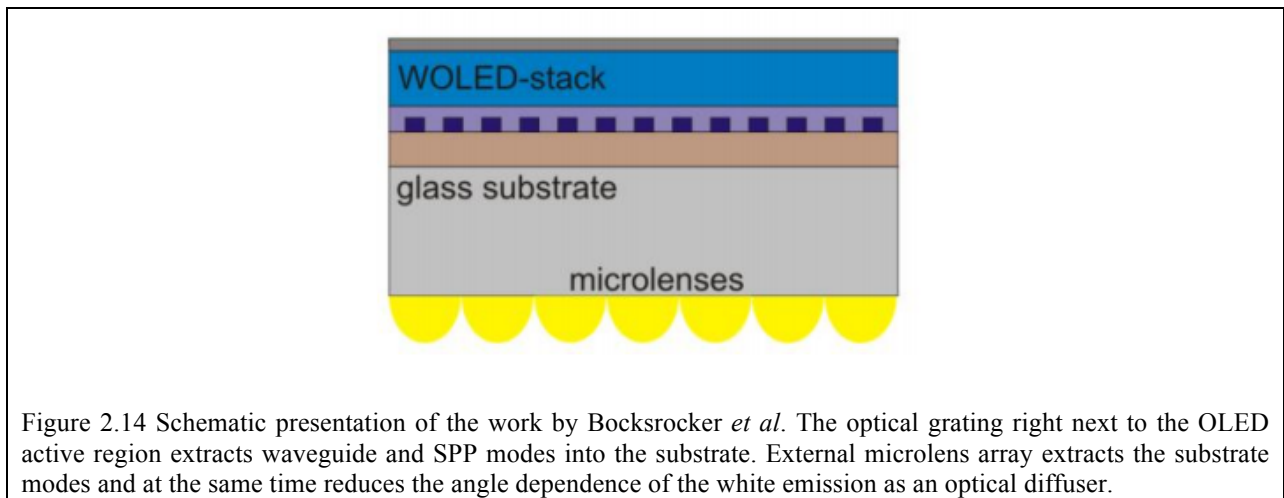 WOLED-stack
glass substrate
microlenses
Figure 2.14 Schematic presentation of the work by Bocksrocker et al. The optical grating right next to the OLED
active region extracts waveguide and SPP modes into the substrate. External microlens array extracts the substrate
modes and at the same time reduces the angle dependence of the white emission as an optical diffuser.